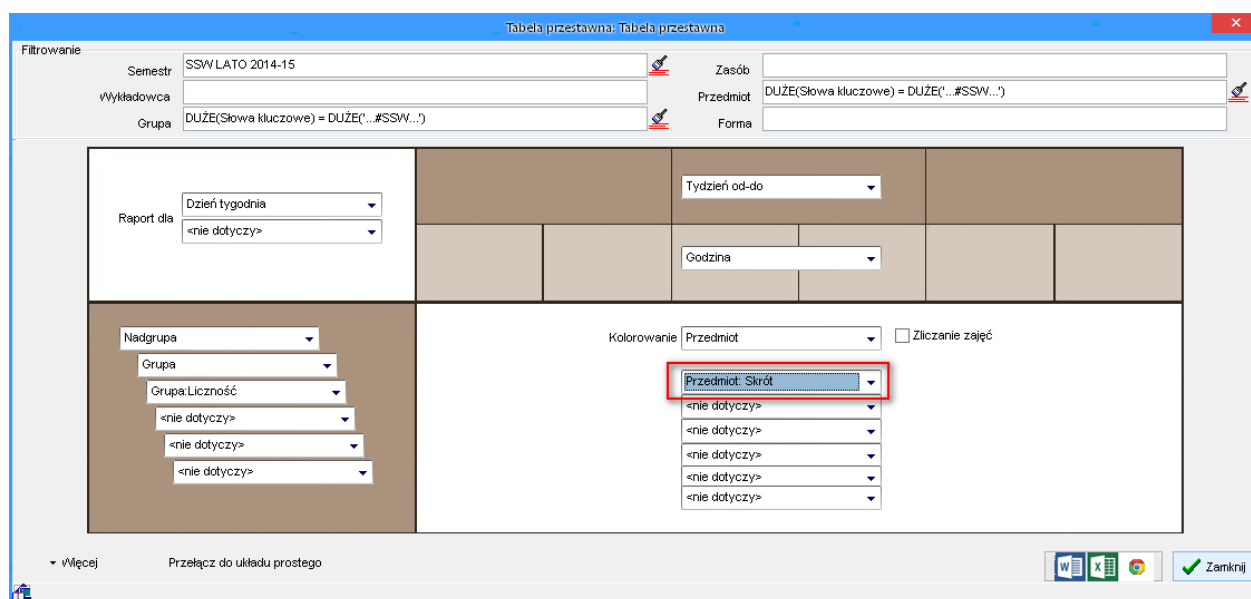 Tabela przestawna: Tabela przestawna
Filtrowanie
Semestr SSW LATO 2014-15
Zasób
Wykładowca
Przedmiot DUŻE(Słowa kluczowe) = DUŻE('...#SSW...')
Grupa DUŻE(Słowa kluczowe) = DUŻE('...#SSW...')
Forma
Raport dla
Dzień tygodnia
<nie dotyczy>
Tydzień od-do
Godzina
Nadgrupa
Grupa
Grupa:Liczność
<nie dotyczy>
<nie dotyczy>
<nie dotyczy>
Kolorowanie Przedmiot
Zliczanie zajęć
Przedmiot: Skrót
<nie dotyczy>
<nie dotyczy>
<nie dotyczy>
<nie dotyczy>
<nie dotyczy>
Więcej
Przełącz do układu prostego
Zamknij